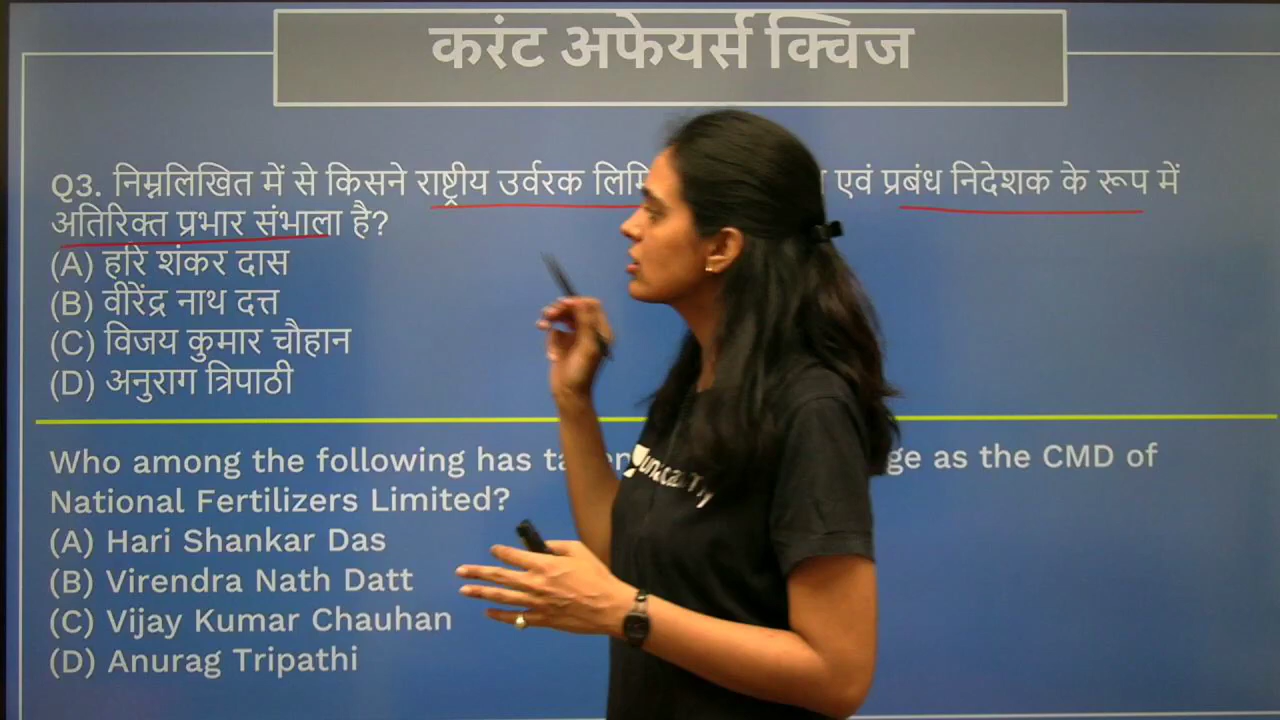 करंट अफेयर्स क्विज
Q3. निम्नलिखित में से किसने राष्ट्रीय उर्वरक एवं प्रबंध निदेशक के रूप में
अतिरिक्त प्रभार संभाला है?
(A) हरि शंकर दास
(B) वीरेंद्र नाथ दत्त
(C) विजय कुमार चौहान
(D) अनुराग त्रिपाठी
Who among the following has as the CMD of
National Fertilizers Limited?
(A) Hari Shankar Das
(B) Virendra Nath Datt
(C) Vijay Kumar Chauhan
(D) Anurag Tripathi